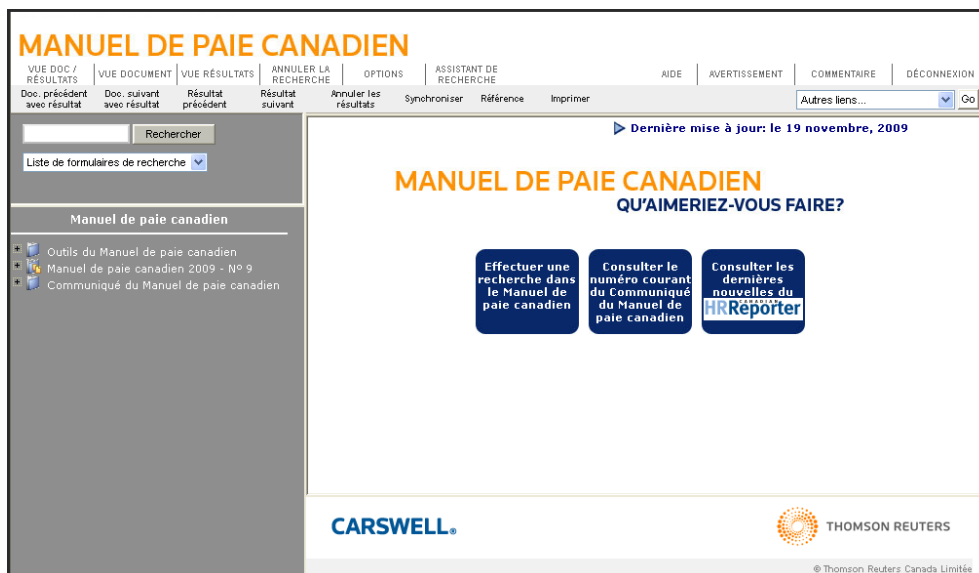 MANUEL DE PAIE CANADIEN
VUE DOC / RÉSULTATS
VUE DOCUMENT
VUE RÉSULTATS
ANNULER LA RECHERCHE
OPTIONS
ASSISTANT DE RECHERCHE
AIDE
AVERTISSEMENT
COMMENTAIRE
DÉCONNEXION
Doc. précédent avec résultat
Doc. suivant avec résultat
Résultat précédent
Résultat suivant
Annuler les résultats
Synchroniser
Référence
Imprimer
Autres liens...
Go
Rechercher
Liste de formulaires de recherche
Manuel de paie canadien
Outils du Manuel de paie canadien
Manuel de paie canadien 2009 - Nº 9
Communiqué du Manuel de paie canadien
Dernière mise à jour: le 19 novembre, 2009
MANUEL DE PAIE CANADIEN
QU'AIMERIEZ-VOUS FAIRE?
Effectuer une
recherche dans
le Manuel de
paie canadien
Consulter le
numéro courant
du Communiqué
du Manuel de
paie canadien
Consulter les
dernières
nouvelles du
CANADIAN
HRReporter
CARSWELL®
THOMSON REUTERS
© Thomson Reuters Canada Limitée